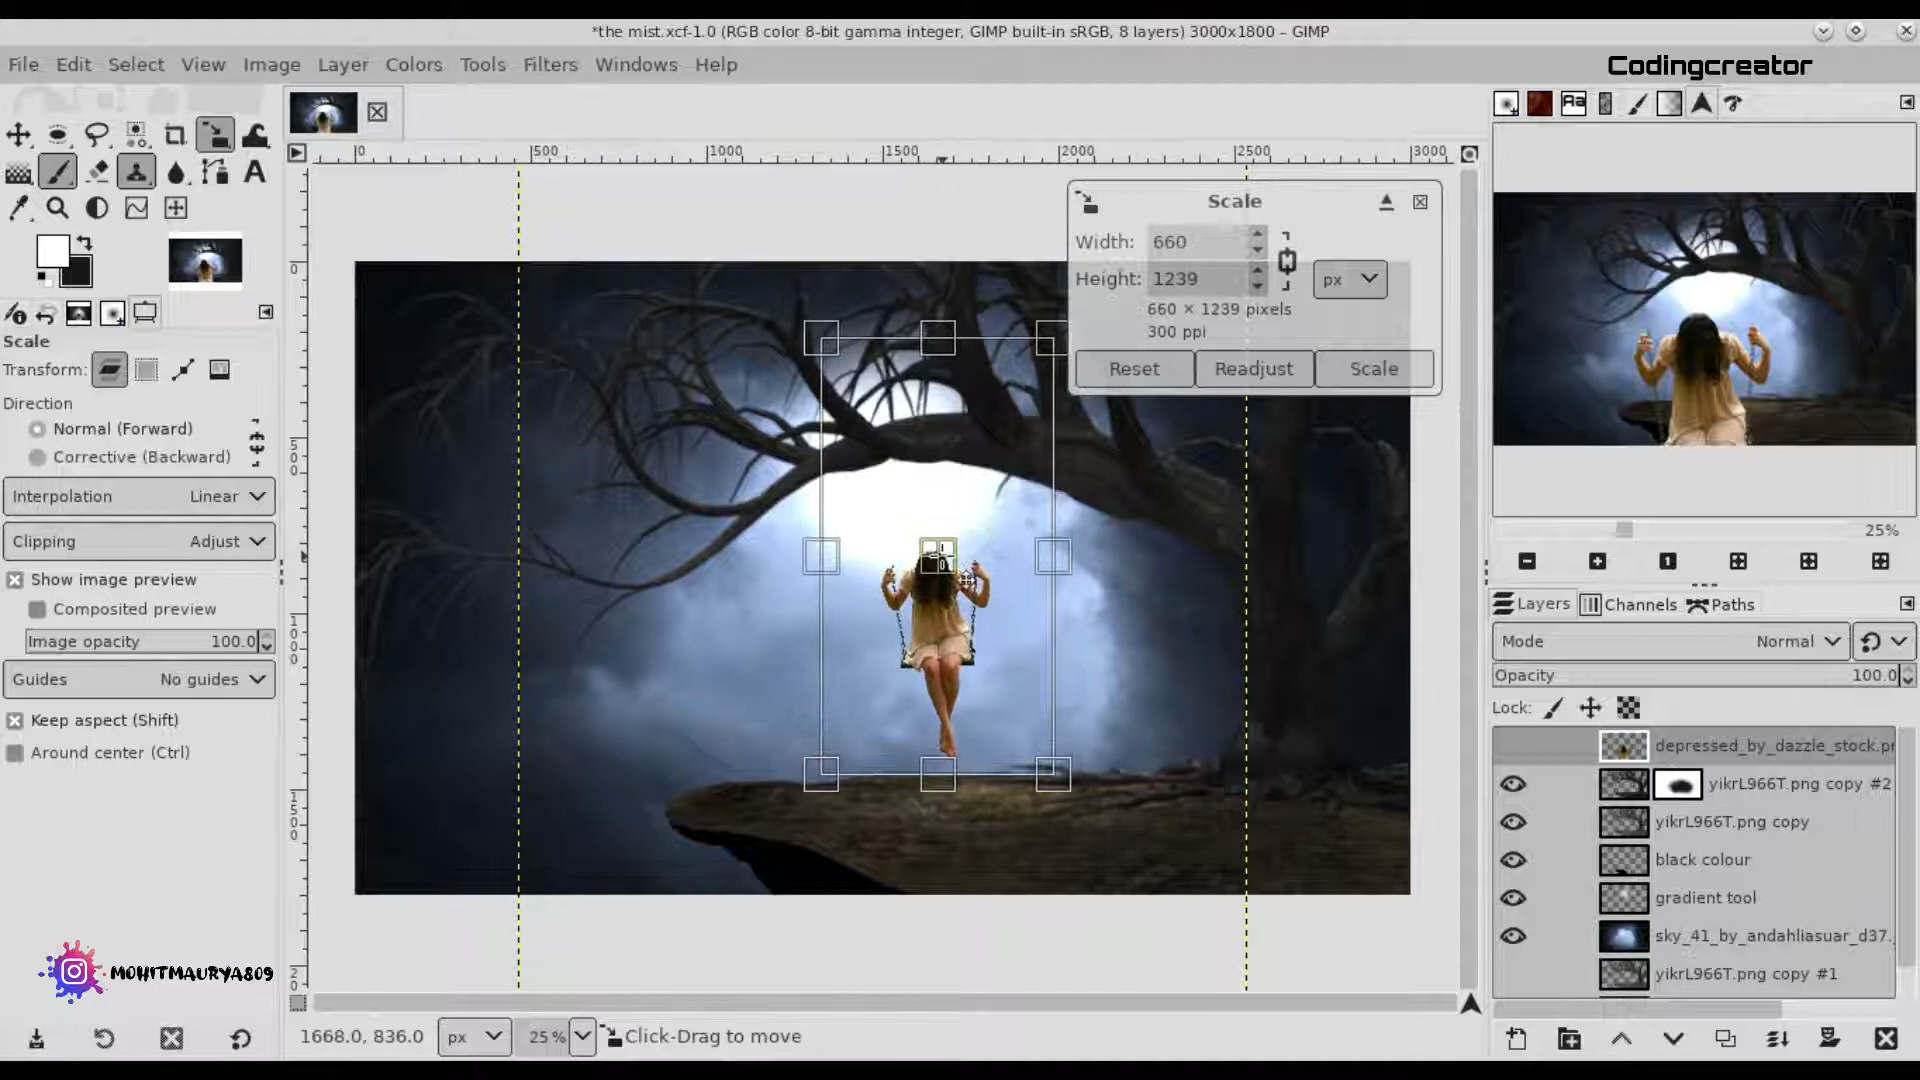 *the mist.xcf-1.0 (RGB color 8-bit gamma integer, GIMP built-in sRGB, 8 layers) 3000x1800 – GIMP
File Edit Select View Image Layer Colors Tools Filters Windows Help
Codingcreator
0 500 1000 1500 2000 2500 3000
Scale
Width: 660
Height: 1239
px
660 × 1239 pixels
300 ppi
Reset Readjust Scale
Scale
Transform:
Direction
Normal (Forward)
Corrective (Backward)
Interpolation Linear
Clipping Adjust
Show image preview
Composited preview
Image opacity 100.0
Guides No guides
Keep aspect (Shift)
Around center (Ctrl)
0
500
1000
1500
MOHITMAURYA809
25%
Layers Channels Paths
Mode Normal
Opacity 100.0
Lock:
depressed_by_dazzle_stock.pr
yikrL966T.png copy #2
yikrL966T.png copy
black colour
gradient tool
sky_41_by_andahliasuar_d37.
yikrL966T.png copy #1
1668.0, 836.0 px 25 % Click-Drag to move